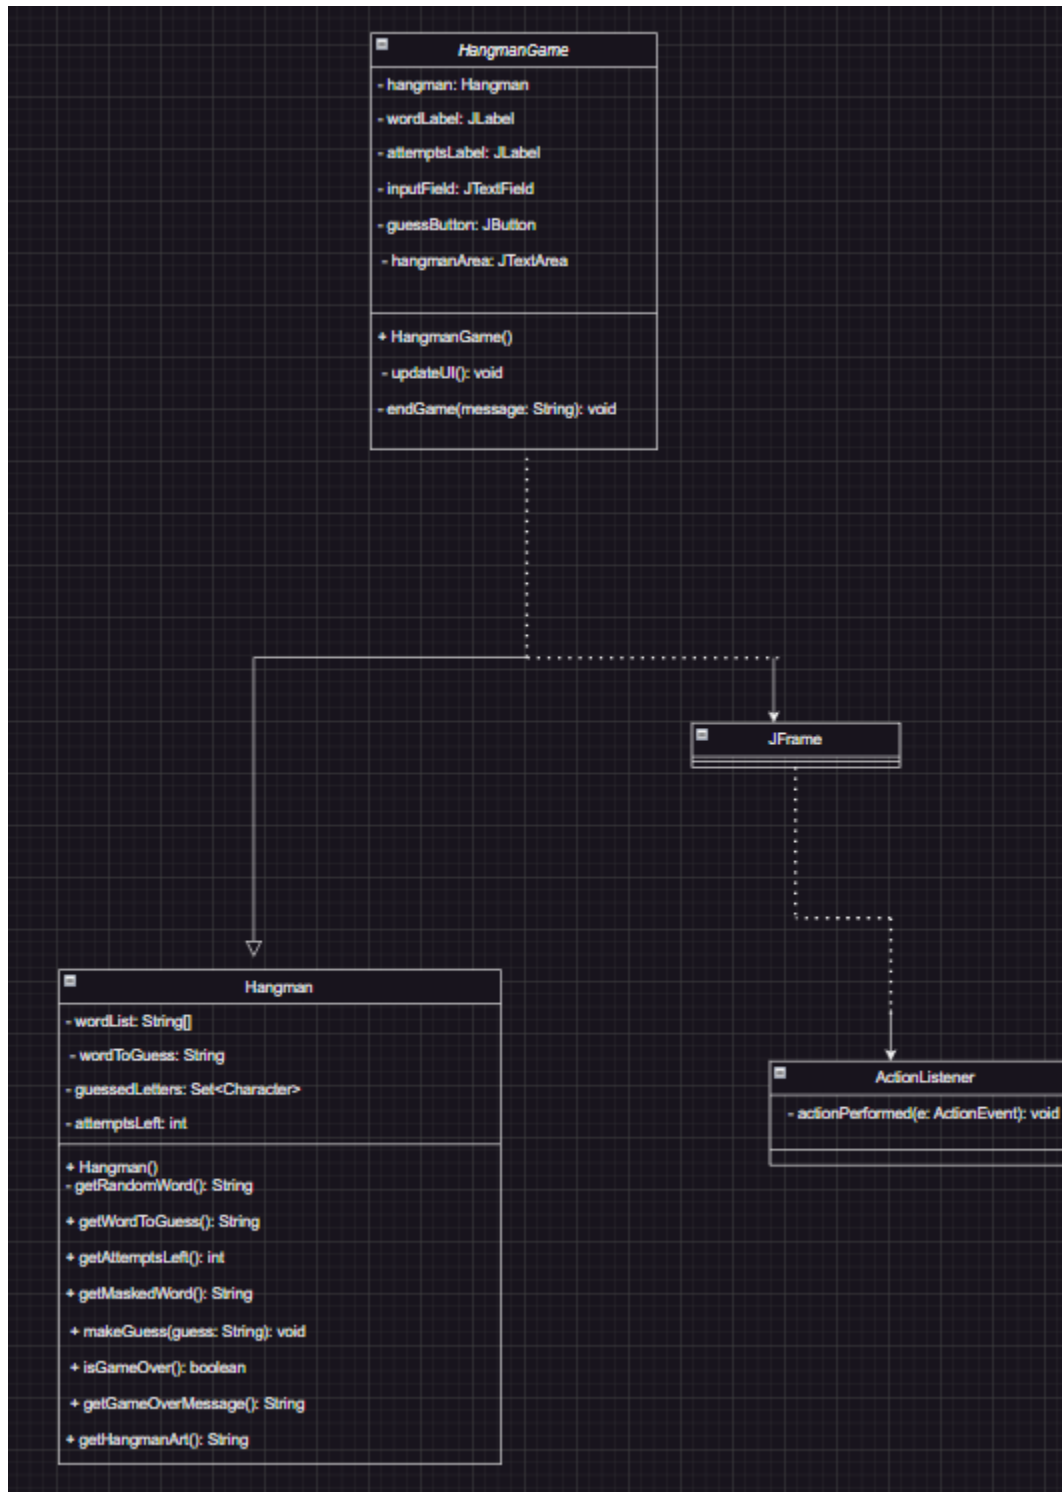 HangmanGame
- hangman: Hangman
- wordLabel: JLabel
- attemptsLabel: JLabel
- inputField: JTextField
- guessButton: JButton
- hangmanArea: JTextArea
+ HangmanGame()
- updateUI(): void
- endGame(message: String): void
JFrame
Hangman
- wordList: String[]
- wordToGuess: String
- guessedLetters: Set<Character>
- attemptsLeft: int
+ Hangman()
- getRandomWord(): String
+ getWordToGuess(): String
+ getAttemptsLeft(): int
+ getMaskedWord(): String
+ makeGuess(guess: String): void
+ isGameOver(): boolean
+ getGameOverMessage(): String
+ getHangmanArt(): String
ActionListener
- actionPerformed(e: ActionEvent): void